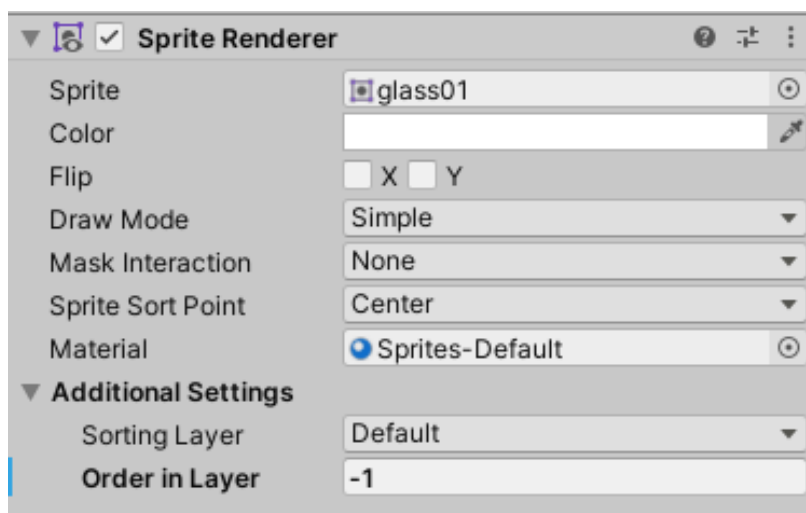 Sprite Renderer
Sprite glass01
Color
Flip X Y
Draw Mode Simple
Mask Interaction None
Sprite Sort Point Center
Material Sprites-Default
Additional Settings
Sorting Layer Default
Order in Layer -1